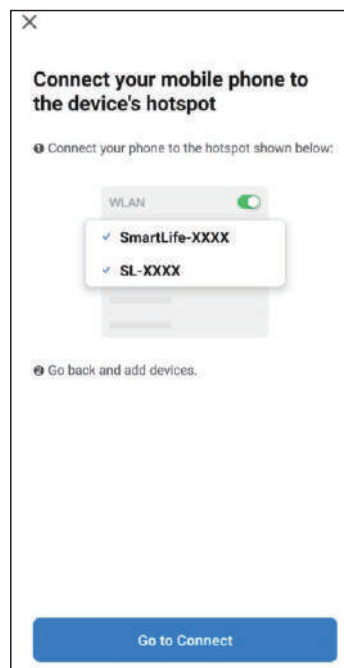 Connect your mobile phone to
the device's hotspot
❶ Connect your phone to the hotspot shown below:
WLAN
SmartLife-XXXX
SL-XXXX
❷ Go back and add devices.
Go to Connect